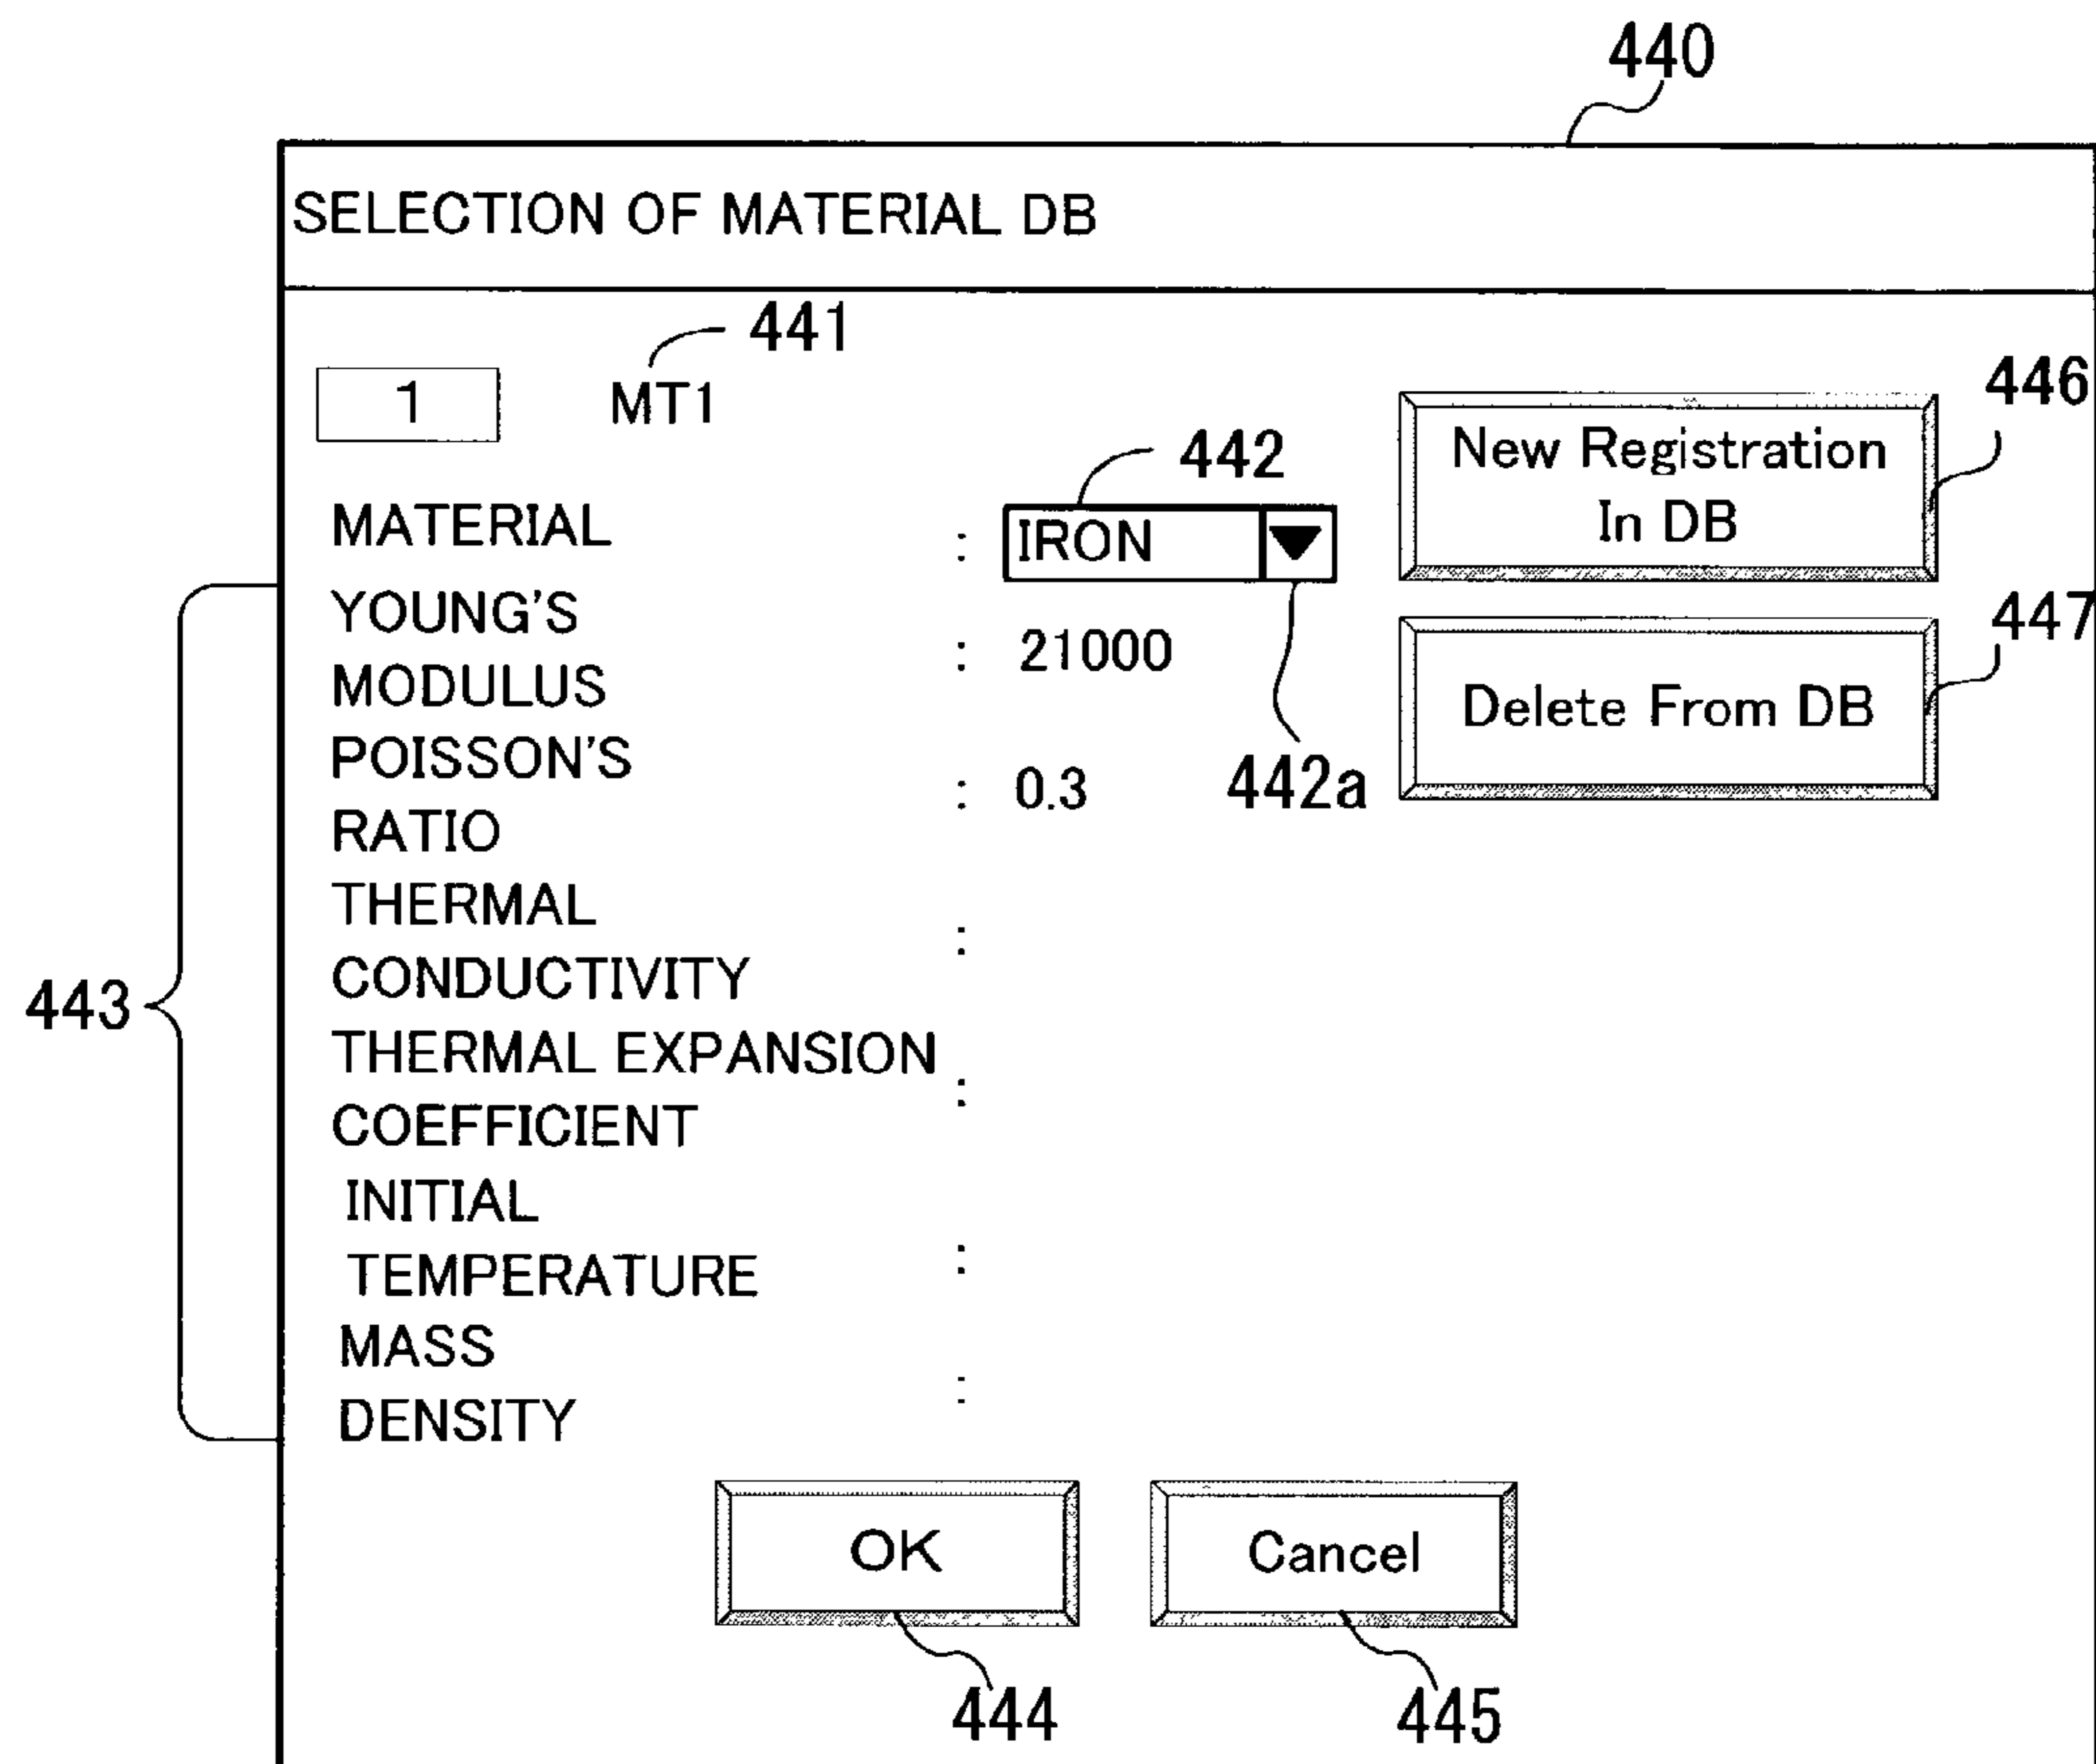 440
SELECTION OF MATERIAL DB
441
1 MT1
446
442
New Registration
In DB
MATERIAL : IRON
447
YOUNG'S
: 21000
MODULUS
Delete From DB
POISSON'S
442a
: 0.3
RATIO
THERMAL
:
CONDUCTIVITY
443
THERMAL EXPANSION
:
COEFFICIENT
INITIAL
TEMPERATURE :
MASS
:
DENSITY
OK Cancel
444 445